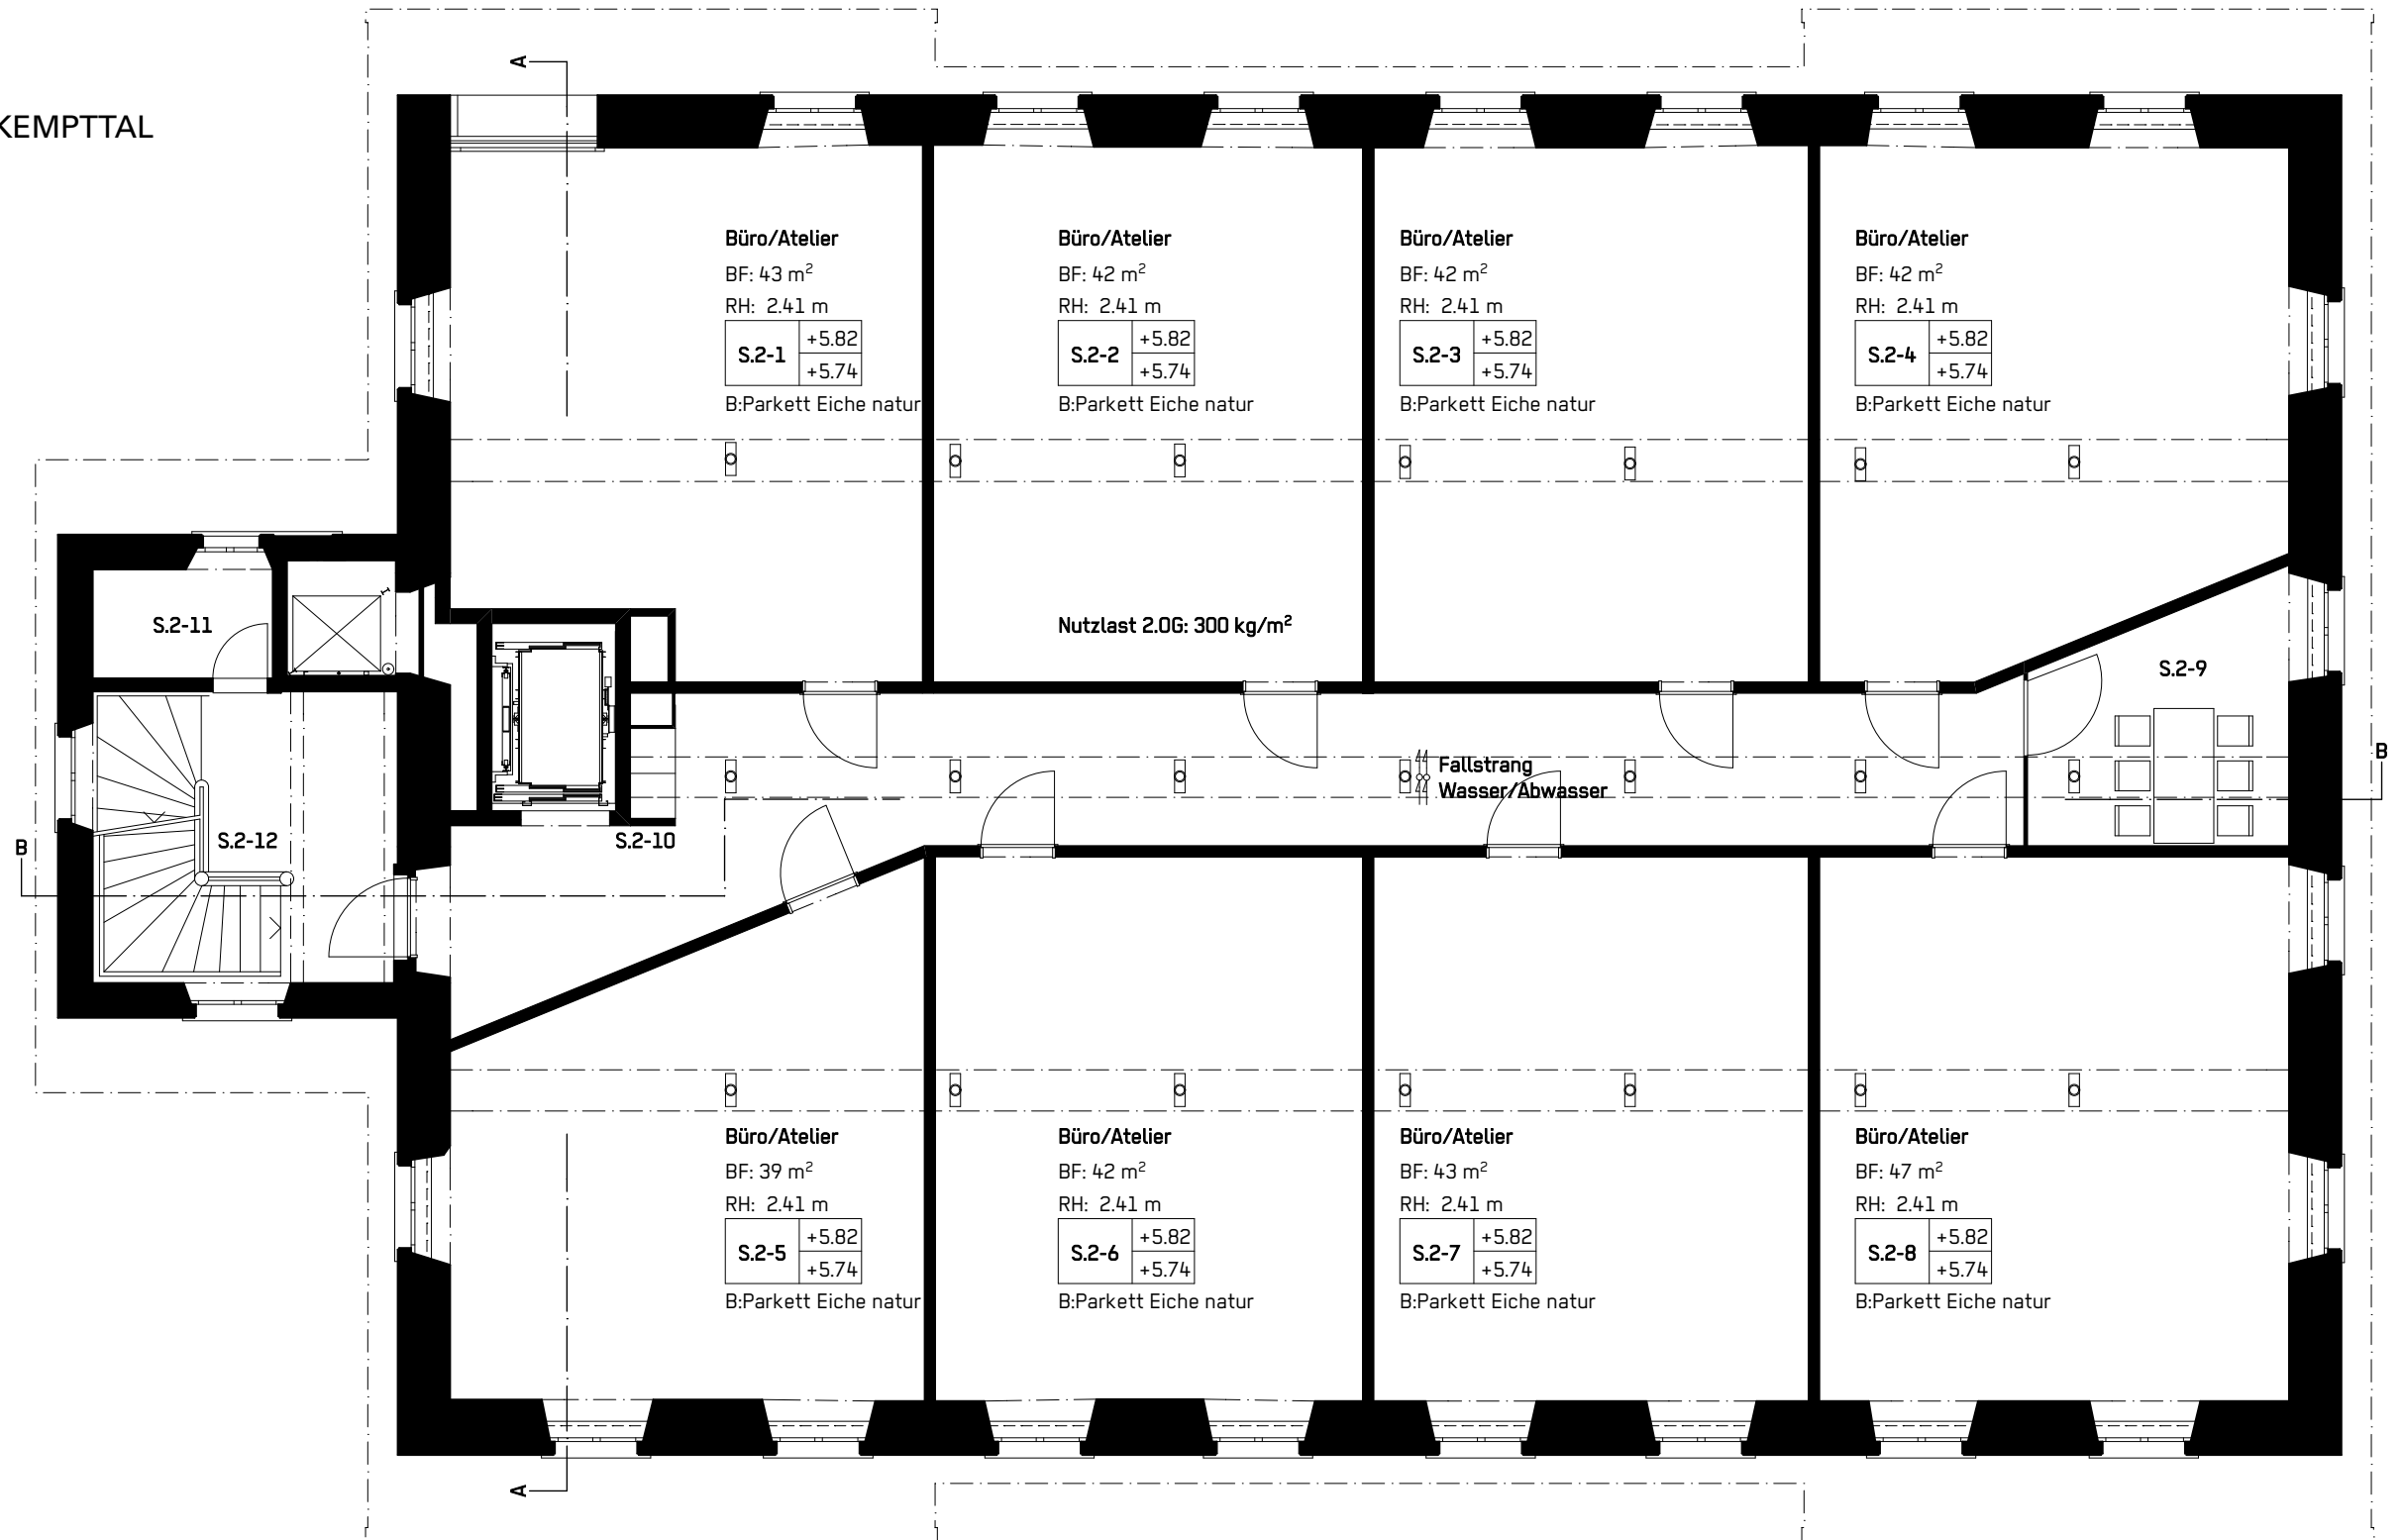 A
KEMPTTAL
Büro/Atelier
BF: 43 m²
RH: 2.41 m
S.2-1
+5.82
+5.74
B:Parkett Eiche natur
Büro/Atelier
BF: 42 m²
RH: 2.41 m
S.2-2
+5.82
+5.74
B:Parkett Eiche natur
Büro/Atelier
BF: 42 m²
RH: 2.41 m
S.2-3
+5.82
+5.74
B:Parkett Eiche natur
Büro/Atelier
BF: 42 m²
RH: 2.41 m
S.2-4
+5.82
+5.74
B:Parkett Eiche natur
S.2-11
Nutzlast 2.OG: 300 kg/m²
S.2-9
B
Fallstrang
Wasser/Abwasser
S.2-12
S.2-10
B
Büro/Atelier
BF: 39 m²
RH: 2.41 m
S.2-5
+5.82
+5.74
B:Parkett Eiche natur
Büro/Atelier
BF: 42 m²
RH: 2.41 m
S.2-6
+5.82
+5.74
B:Parkett Eiche natur
Büro/Atelier
BF: 43 m²
RH: 2.41 m
S.2-7
+5.82
+5.74
B:Parkett Eiche natur
Büro/Atelier
BF: 47 m²
RH: 2.41 m
S.2-8
+5.82
+5.74
B:Parkett Eiche natur
A